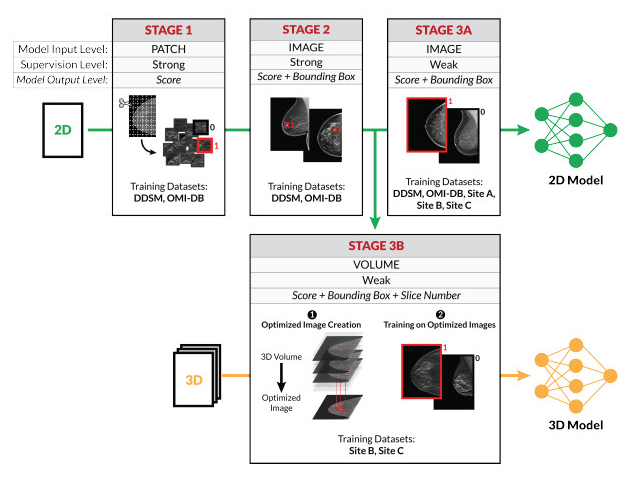 STAGE 1
STAGE 2
STAGE 3A
Model Input Level:
PATCH
IMAGE
IMAGE
Supervision Level:
Strong
Strong
Weak
Model Output Level:
Score
Score + Bounding Box
Score + Bounding Box
2D
0
1
1
0
Training Datasets:
DDSM, OMI-DB
Training Datasets:
DDSM, OMI-DB
Training Datasets:
DDSM, OMI-DB, Site A,
Site B, Site C
2D Model
STAGE 3B
VOLUME
Weak
Score + Bounding Box + Slice Number
1
Optimized Image Creation
2
Training on Optimized Images
3D Volume
Optimized
Image
1
0
3D
3D Model
Training Datasets:
Site B, Site C